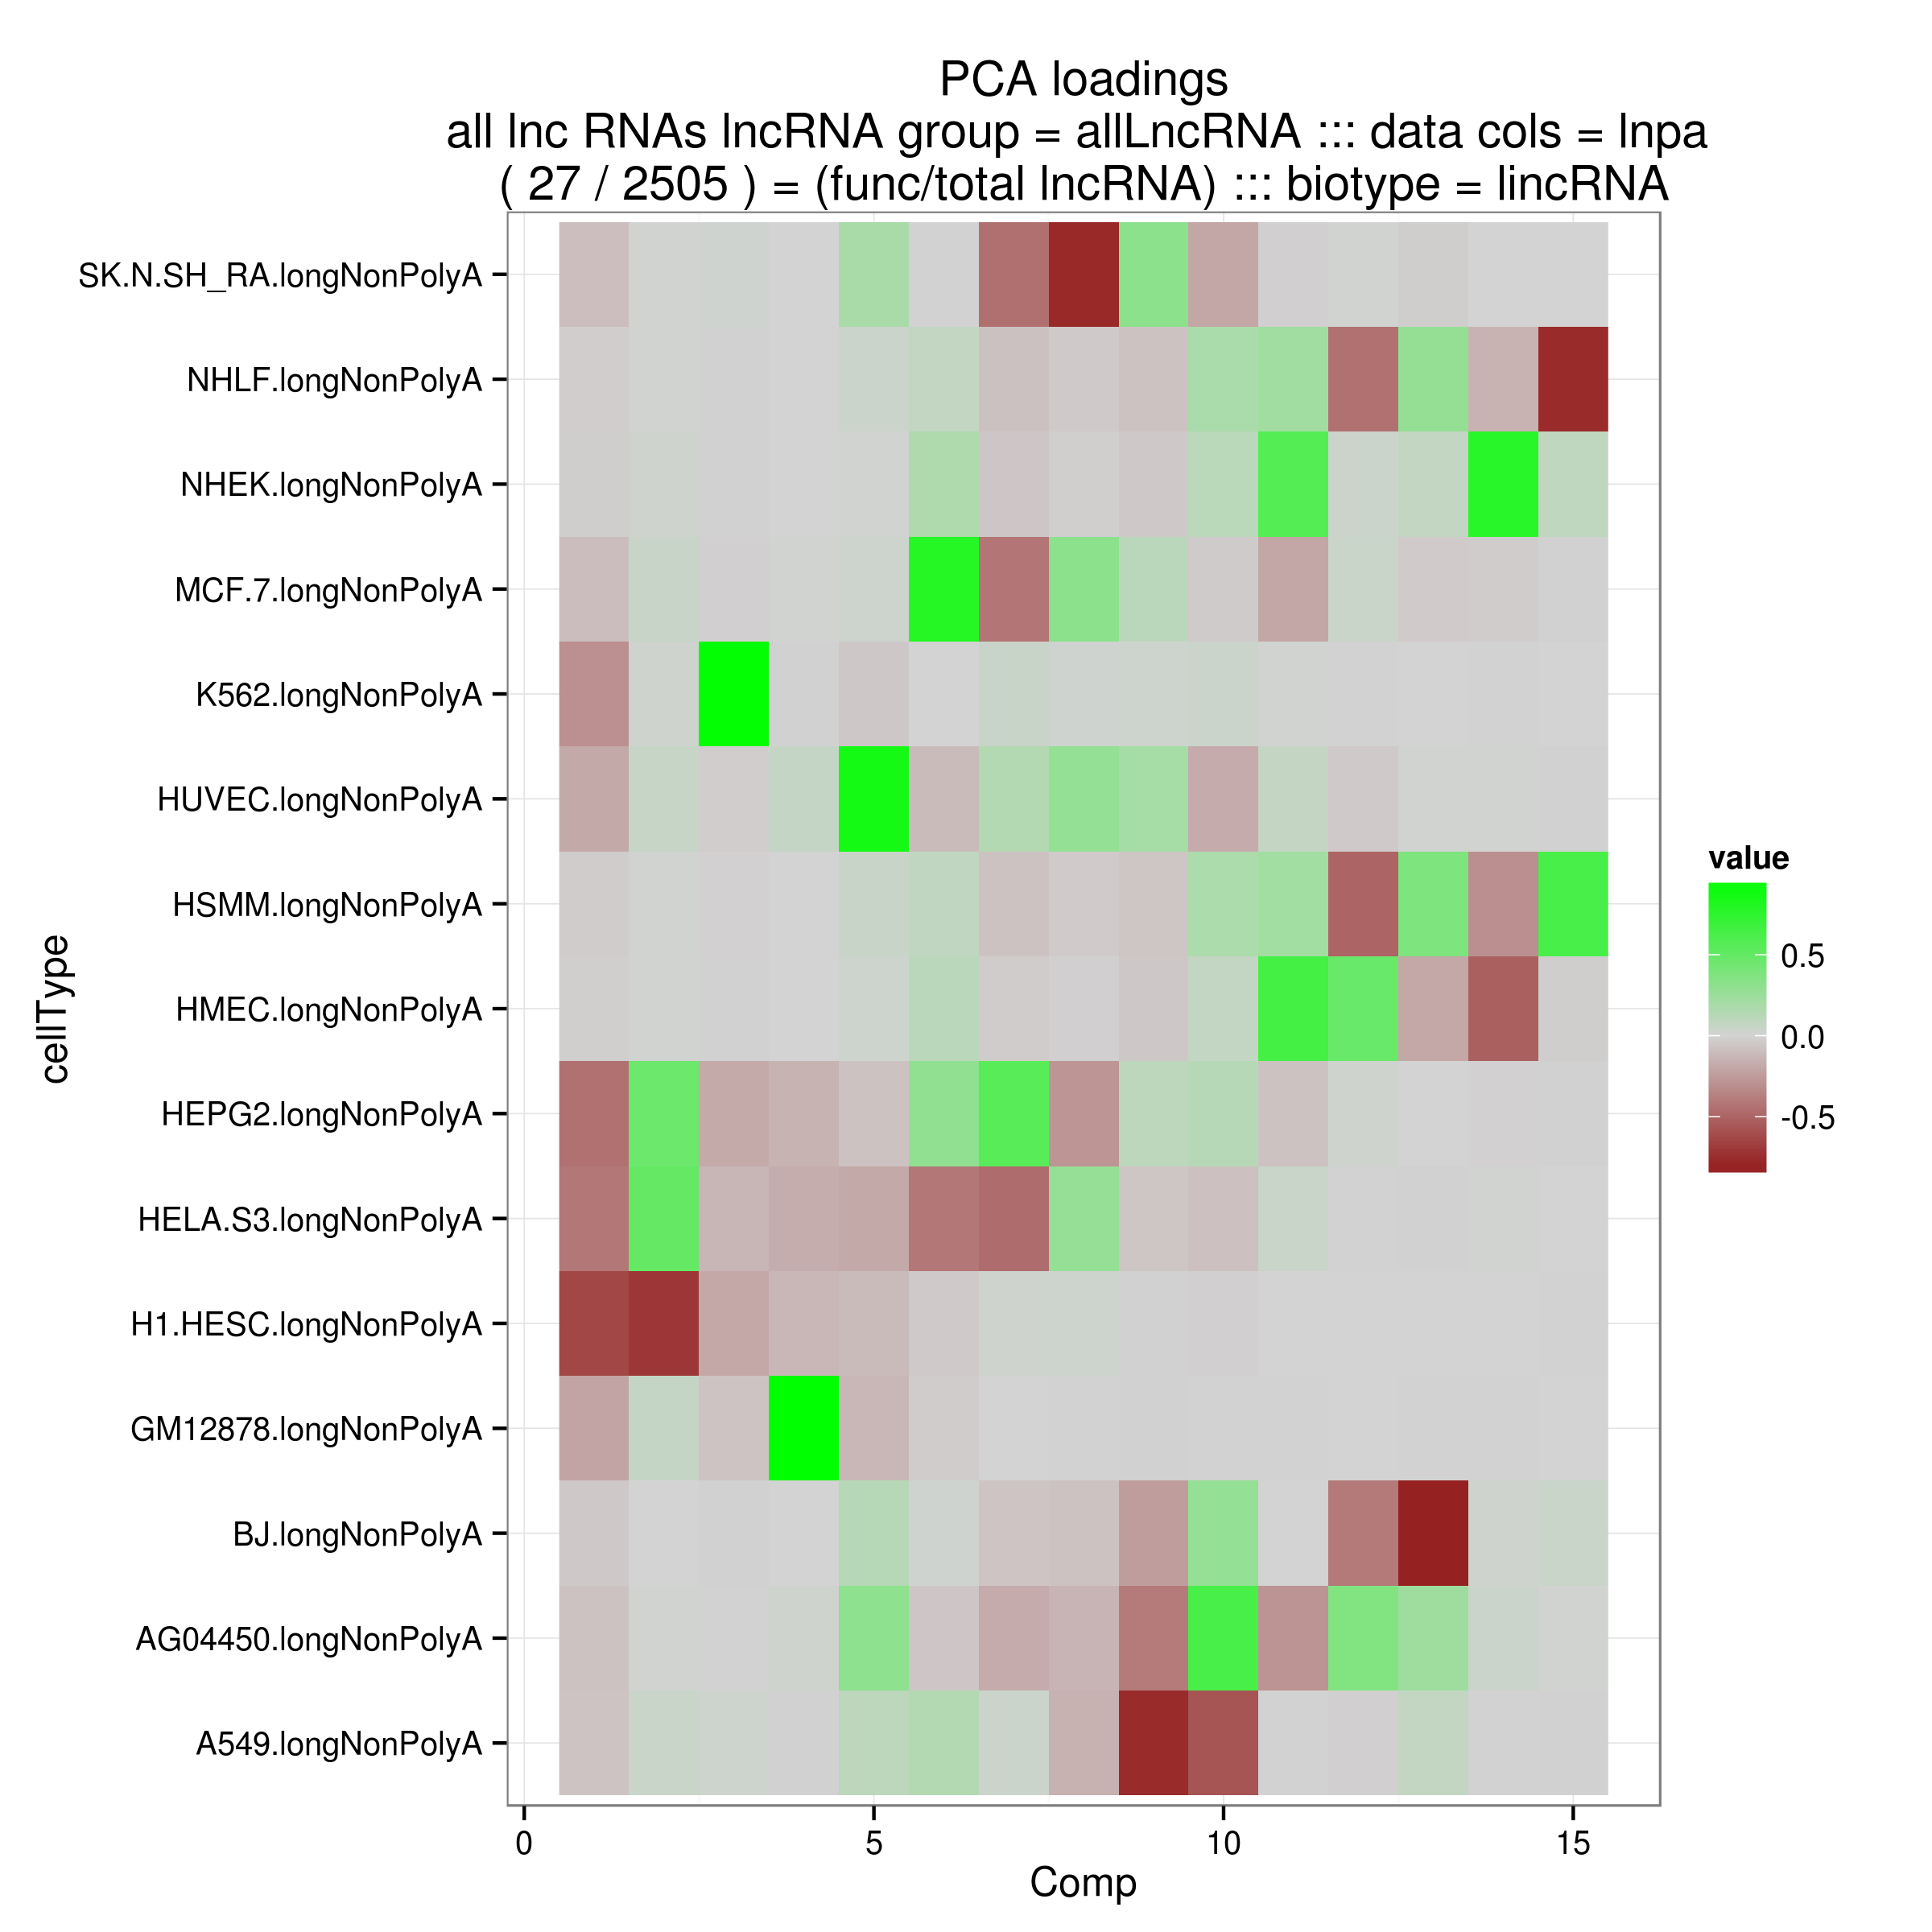 PCA loadings
all lnc RNAs lncRNA group = allLncRNA ::: data cols = lnpa
( 27 / 2505 ) = (func/total lncRNA) ::: biotype = lincRNA
SK.N.SH_RA.longNonPolyA
NHLF.longNonPolyA
NHEK.longNonPolyA
MCF.7.longNonPolyA
K562.longNonPolyA
HUVEC.longNonPolyA
HSMM.longNonPolyA
HMEC.longNonPolyA
HEPG2.longNonPolyA
HELA.S3.longNonPolyA
H1.HESC.longNonPolyA
GM12878.longNonPolyA
BJ.longNonPolyA
AG04450.longNonPolyA
A549.longNonPolyA
cellType
0 5 10 15
Comp
value
0.5
0.0
-0.5